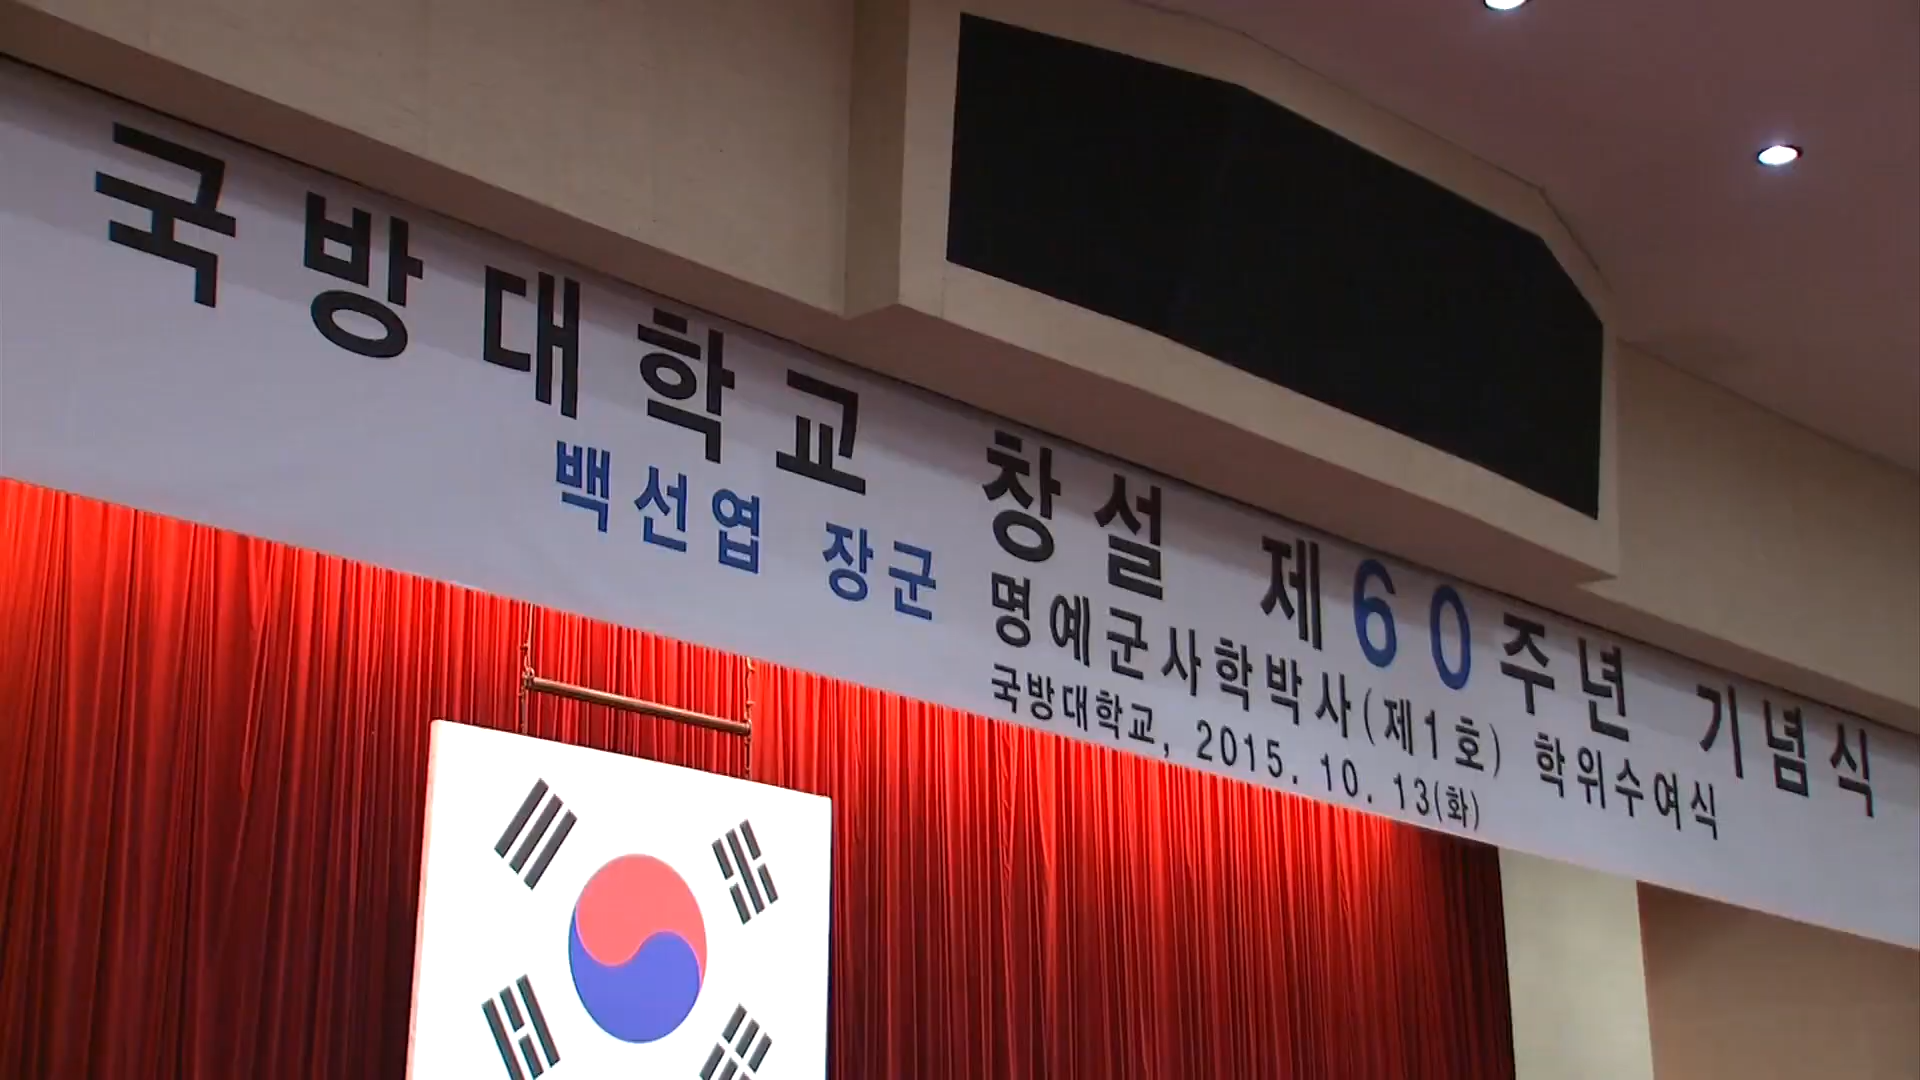 국방대학교 창설 제60주년 기념식
백선엽 장군 명예군사학박사(제1호) 학위수여식
국방대학교, 2015. 10. 13(화)